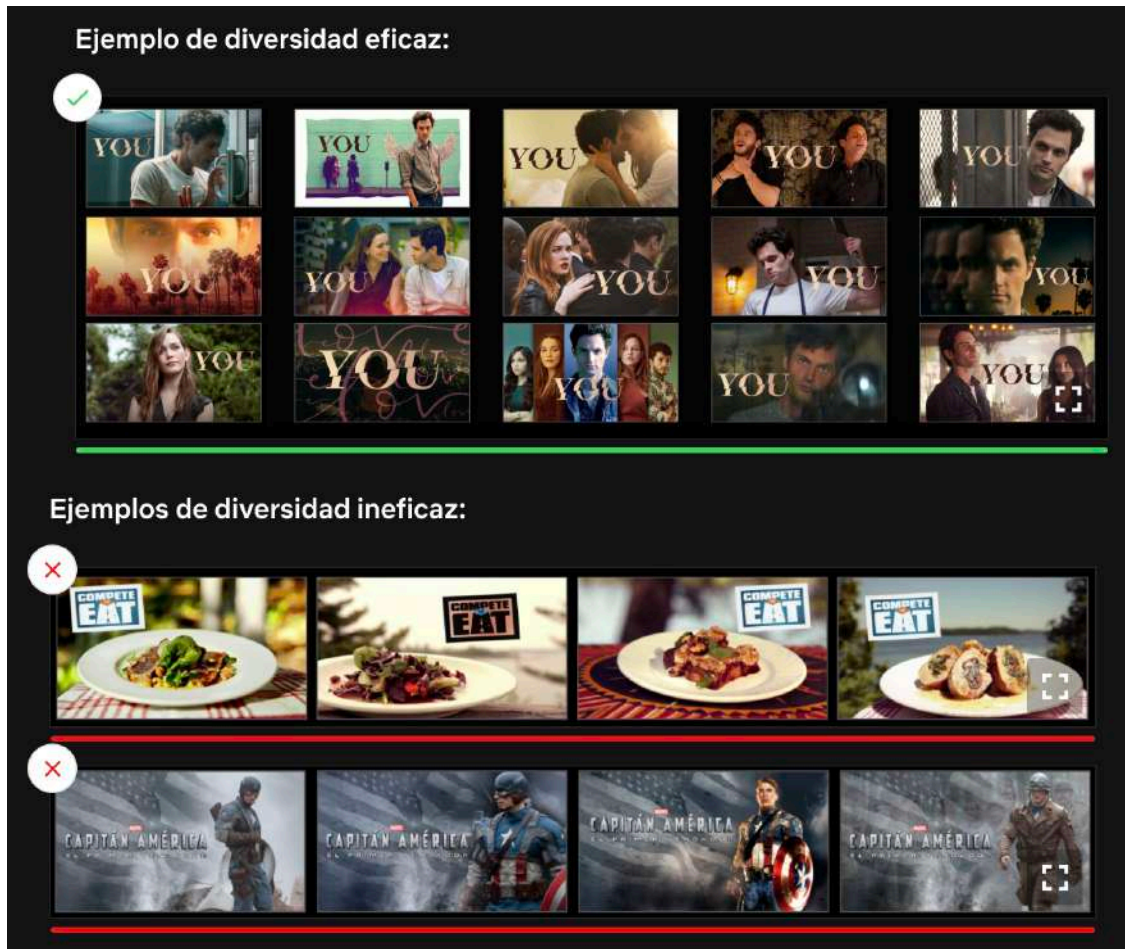 Ejemplo de diversidad eficaz:
YOU YOU YOU YOU YOU
YOU YOU YOU YOU YOU
YOU YOU YOU YOU YOU
Ejemplos de diversidad ineficaz:
COMPETE EAT COMPETE EAT COMPETE EAT COMPETE EAT
CAPITÁN AMÉRICA CAPITÁN AMÉRICA CAPITÁN AMÉRICA CAPITÁN AMÉRICA